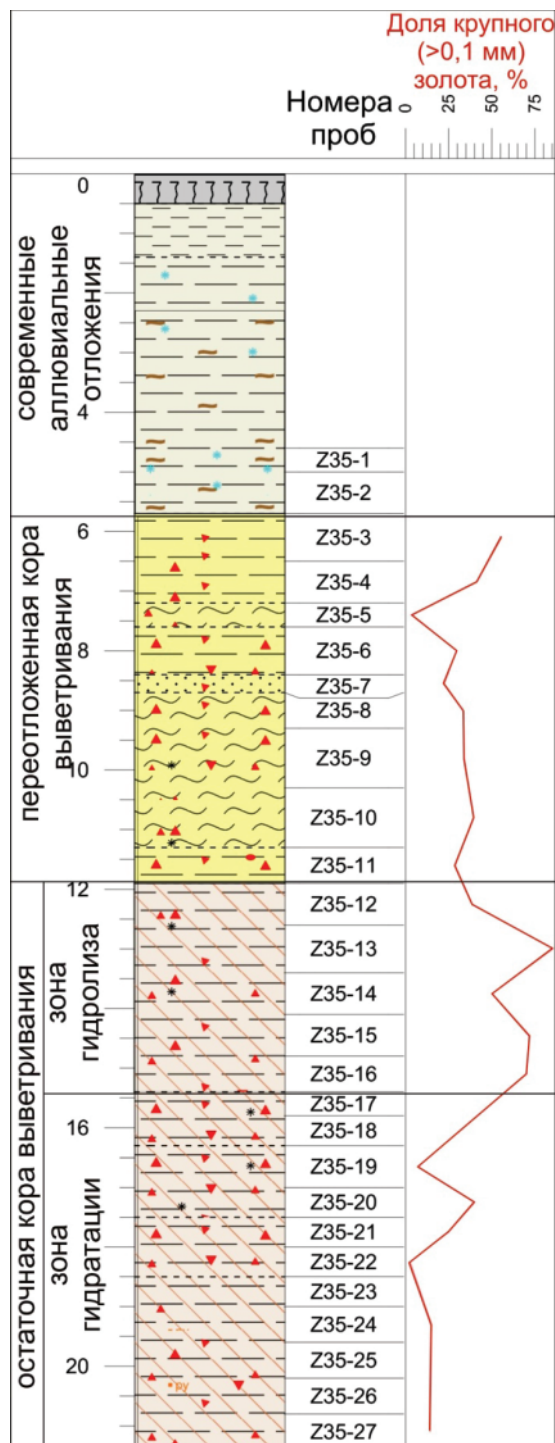 Доля крупного
(>0,1 мм)
золота, %
Номера
проб
0
25
50
75
0
4
6
8
10
12
16
20
современные
аллювиальные
отложения
переотложенная кора
выветривания
остаточная кора выветривания
зона
гидролиза
зона
гидратации
Z35-1
Z35-2
Z35-3
Z35-4
Z35-5
Z35-6
Z35-7
Z35-8
Z35-9
Z35-10
Z35-11
Z35-12
Z35-13
Z35-14
Z35-15
Z35-16
Z35-17
Z35-18
Z35-19
Z35-20
Z35-21
Z35-22
Z35-23
Z35-24
Z35-25
Z35-26
Z35-27
py